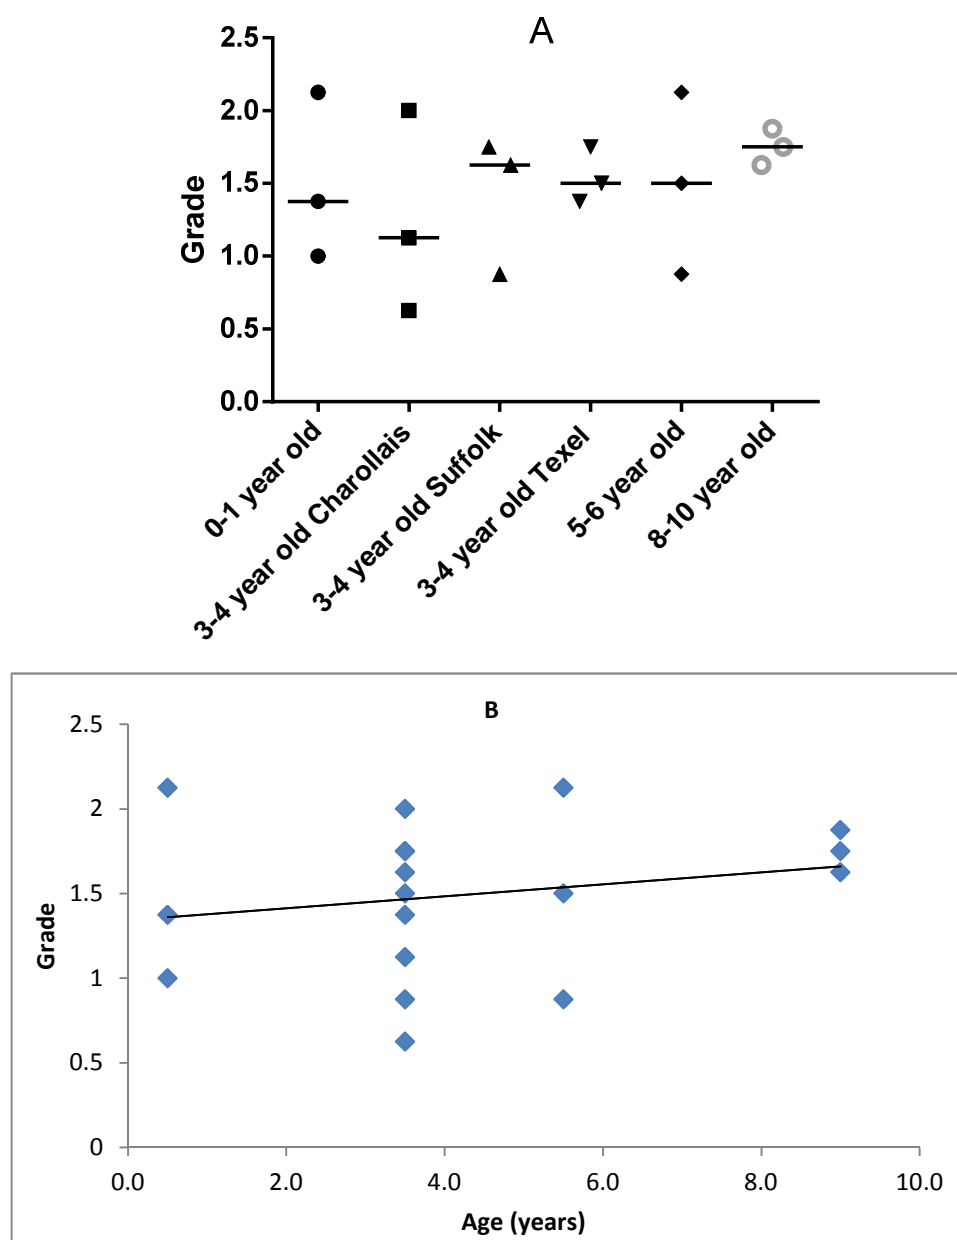 A
2.5
2.0
1.5
1.0
0.5
0.0
Grade
0-1 year old
3-4 year old Charollais
3-4 year old Suffolk
3-4 year old Texel
5-6 year old
8-10 year old
B
2.5
2
1.5
1
0.5
0
Grade
0.0 2.0 4.0 6.0 8.0 10.0
Age (years)